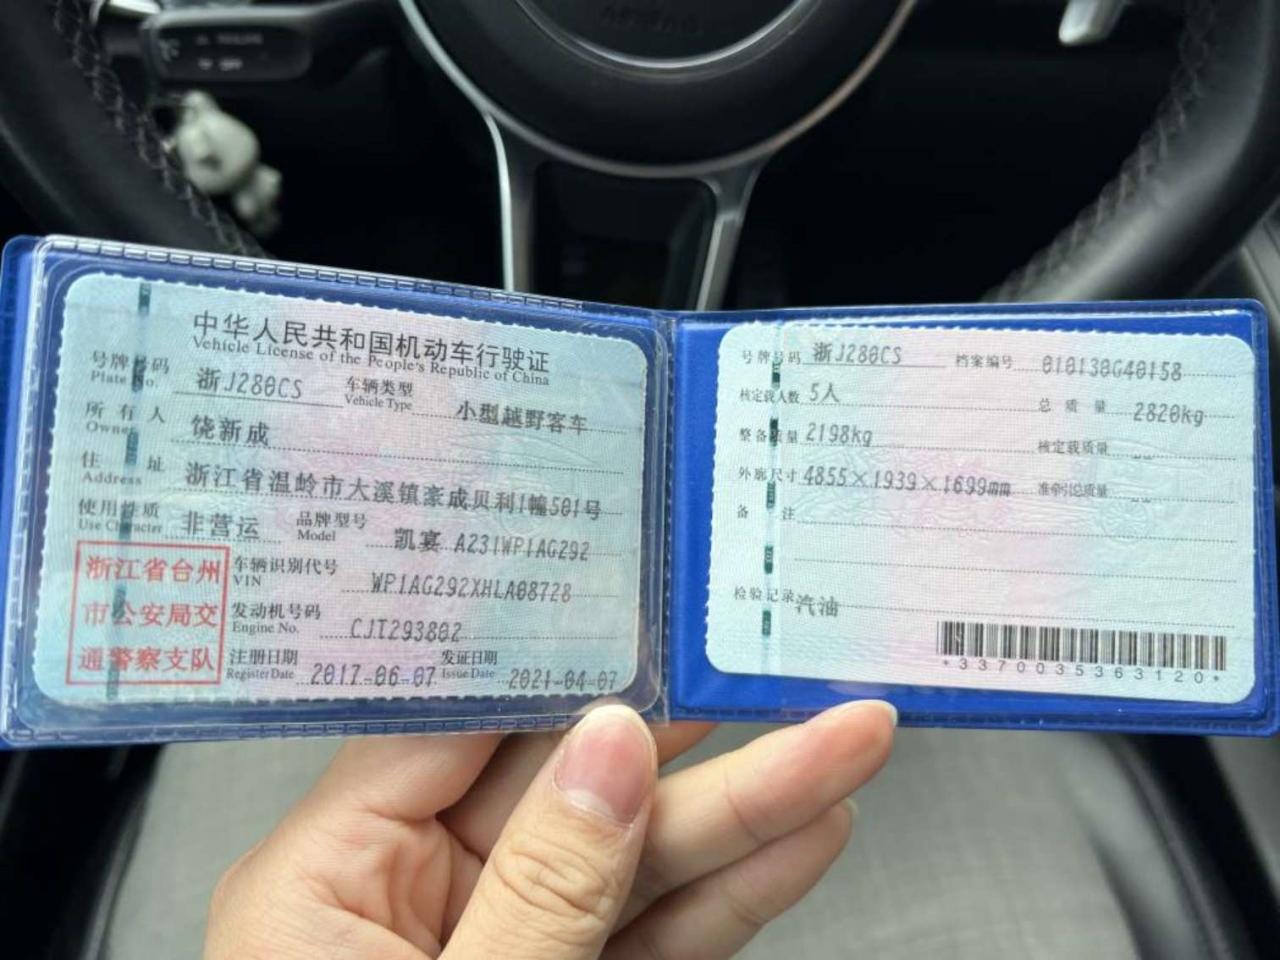 中华人民共和国机动车行驶证
Vehicle License of the People's Republic of China
号牌号码 浙J280CS 车辆类型 小型越野客车
Plate No. Vehicle Type
所有人 饶新成
Owner
住址 浙江省温岭市大溪镇豪成贝利1幢501号
Address
使用性质 非营运 品牌型号 凯宴 A231WP1AG292
Use Character Model
浙江省台州
市公安局交
通警察支队
车辆识别代号 WP1AG292XHLA08728
VIN
发动机号码 CJT293802
Engine No.
注册日期 2017-06-07 发证日期 2021-04-07
Register Date Issue Date
号牌号码 浙J280CS 档案编号 010130G40158
核定载人数 5人 总质量 2820kg
整备质量 2198kg 核定载质量 --
外廓尺寸 4855×1939×1699mm 准牵引总质量 --
备注
检验记录 汽油
*3370035363120*